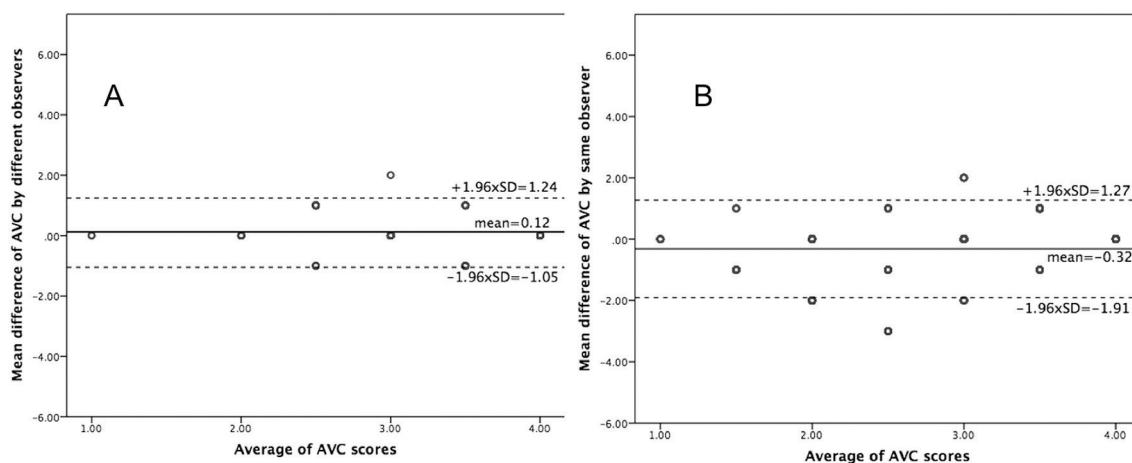 A
Mean difference of AVC by different observers
6.00
4.00
2.00
.00
-2.00
-4.00
-6.00
+1.96xSD=1.24
mean=0.12
-1.96xSD=-1.05
1.00 2.00 3.00 4.00
Average of AVC scores
B
Mean difference of AVC by same observer
6.00
4.00
2.00
.00
-2.00
-4.00
-6.00
+1.96xSD=1.27
mean=-0.32
-1.96xSD=-1.91
1.00 2.00 3.00 4.00
Average of AVC scores